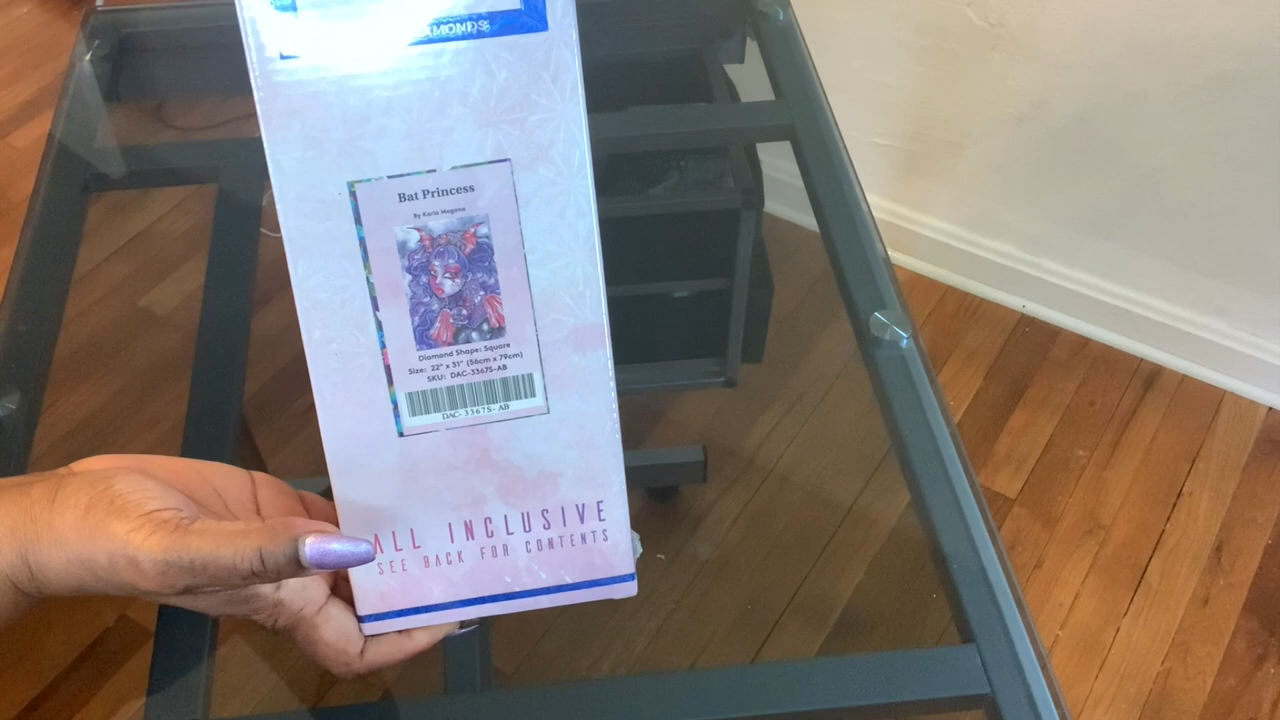 AMONDS
Bat Princess
By Karla Magana
Diamond Shape: Square
Size: 22" x 31" (56cm x 79cm)
SKU: DAC-3367S-AB
DAC-3367S-AB
ALL INCLUSIVE
SEE BACK FOR CONTENTS